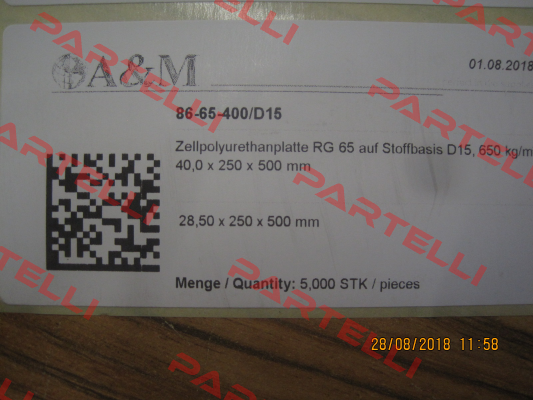 A&M
01.08.2018
86-65-400/D15
Zellpolyurethanplatte RG 65 auf Stoffbasis D15, 650 kg/m
40,0 x 250 x 500 mm
28,50 x 250 x 500 mm
Menge / Quantity: 5,000 STK / pieces
28/08/2018 11:58
PARTELLI
PARTELLI
PARTELLI
PARTELLI
PARTELLI
PARTELLI